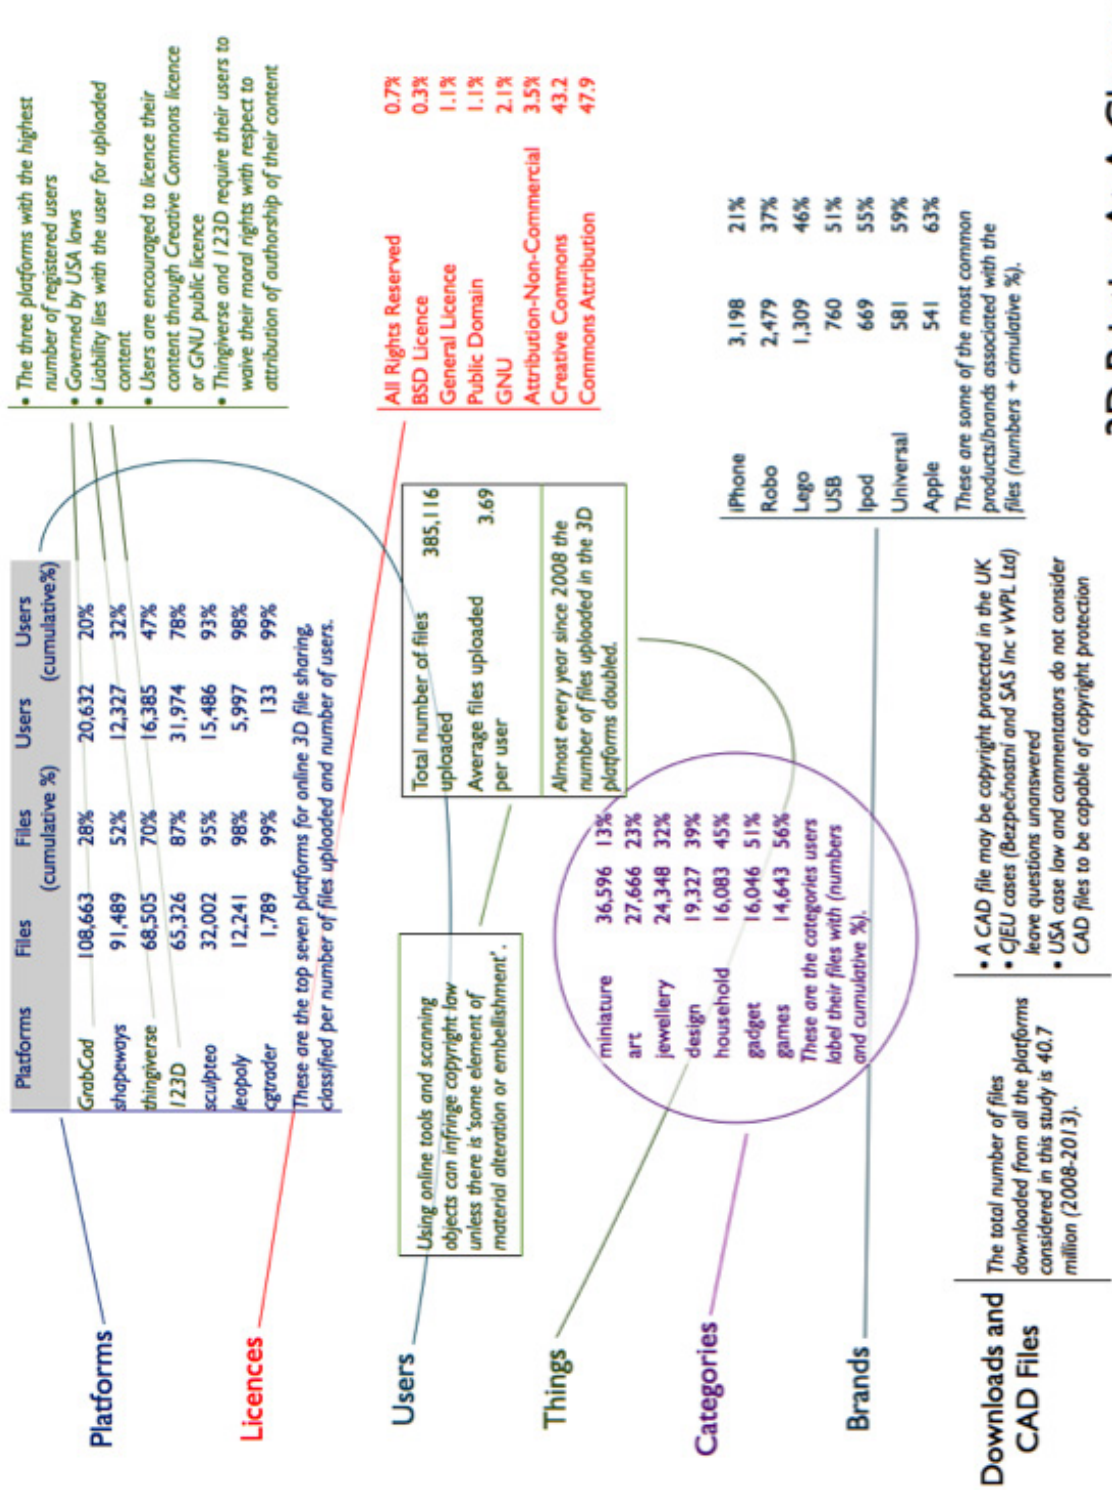 Platforms
Platforms Files Files Users Users
(cumulative %) (cumulative%)
GrabCad 108,663 28% 20,632 20%
shapeways 91,489 52% 12,327 32%
thingiverse 68,505 70% 16,385 47%
123D 65,326 87% 31,974 78%
sculpteo 32,002 95% 15,486 93%
leopoly 12,241 98% 5,997 98%
cgtrader 1,789 99% 133 99%
These are the top seven platforms for online 3D file sharing,
classified per number of files uploaded and number of users.
• The three platforms with the highest
number of registered users
• Governed by USA laws
• Liability lies with the user for uploaded
content
• Users are encouraged to licence their
content through Creative Commons licence
or GNU public licence
• Thingiverse and 123D require their users to
waive their moral rights with respect to
attribution of authorship of their content
Licences
All Rights Reserved 0.7%
BSD Licence 0.3%
General Licence 1.1%
Public Domain 1.1%
GNU 2.1%
Attribution-Non-Commercial 3.5%
Creative Commons 43.2
Commons Attribution 47.9
Users
Using online tools and scanning
objects can infringe copyright law
unless there is 'some element of
material alteration or embellishment'.
Total number of files 385,116
uploaded
Average files uploaded 3.69
per user
Almost every year since 2008 the
number of files uploaded in the 3D
platforms doubled.
Things
Categories
miniature 36,596 13%
art 27,666 23%
jewellery 24,348 32%
design 19,327 39%
household 16,083 45%
gadget 16,046 51%
games 14,643 56%
These are the categories users
label their files with (numbers
and cumulative %).
Brands
iPhone 3,198 21%
Robo 2,479 37%
Lego 1,309 46%
USB 760 51%
Ipod 669 55%
Universal 581 59%
Apple 541 63%
These are some of the most common
products/brands associated with the
files (numbers + cimulative %).
Downloads and
CAD Files
The total number of files
downloaded from all the platforms
considered in this study is 40.7
million (2008-2013).
• A CAD file may be copyright protected in the UK
• CJEU cases (Bezpečnostní and SAS Inc v WPL Ltd)
leave questions unanswered
• USA case law and commentators do not consider
CAD files to be capable of copyright protection